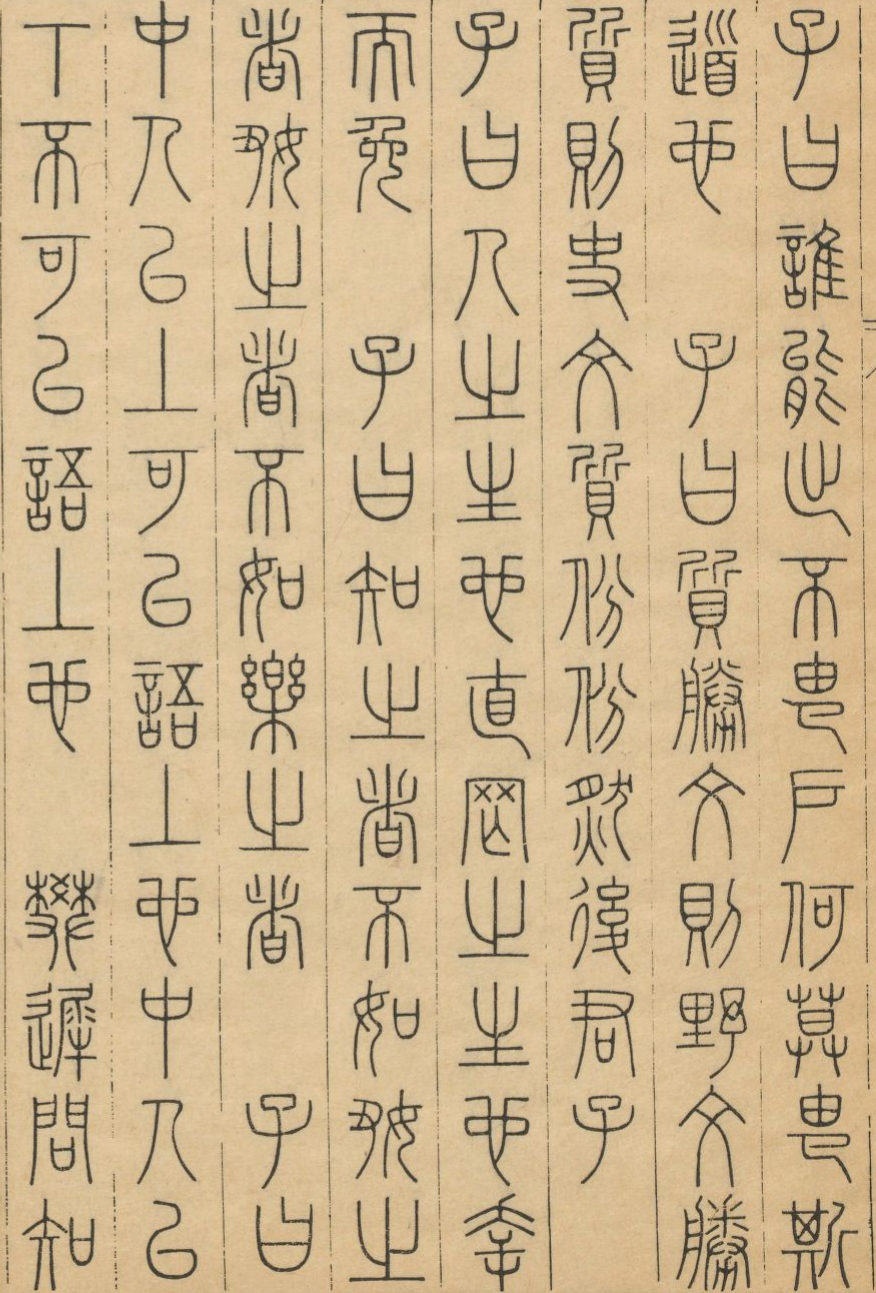 子曰誰能出不由戶何莫由斯
道也　子曰質勝文則野文勝
質則史文質份份然後君子
子曰人之生也直罔之生也幸
而免　子曰知之者不如好之
者好之者不如樂之者　子曰
中人以上可以語上也中人以
下不可以語上也　樊遲問知